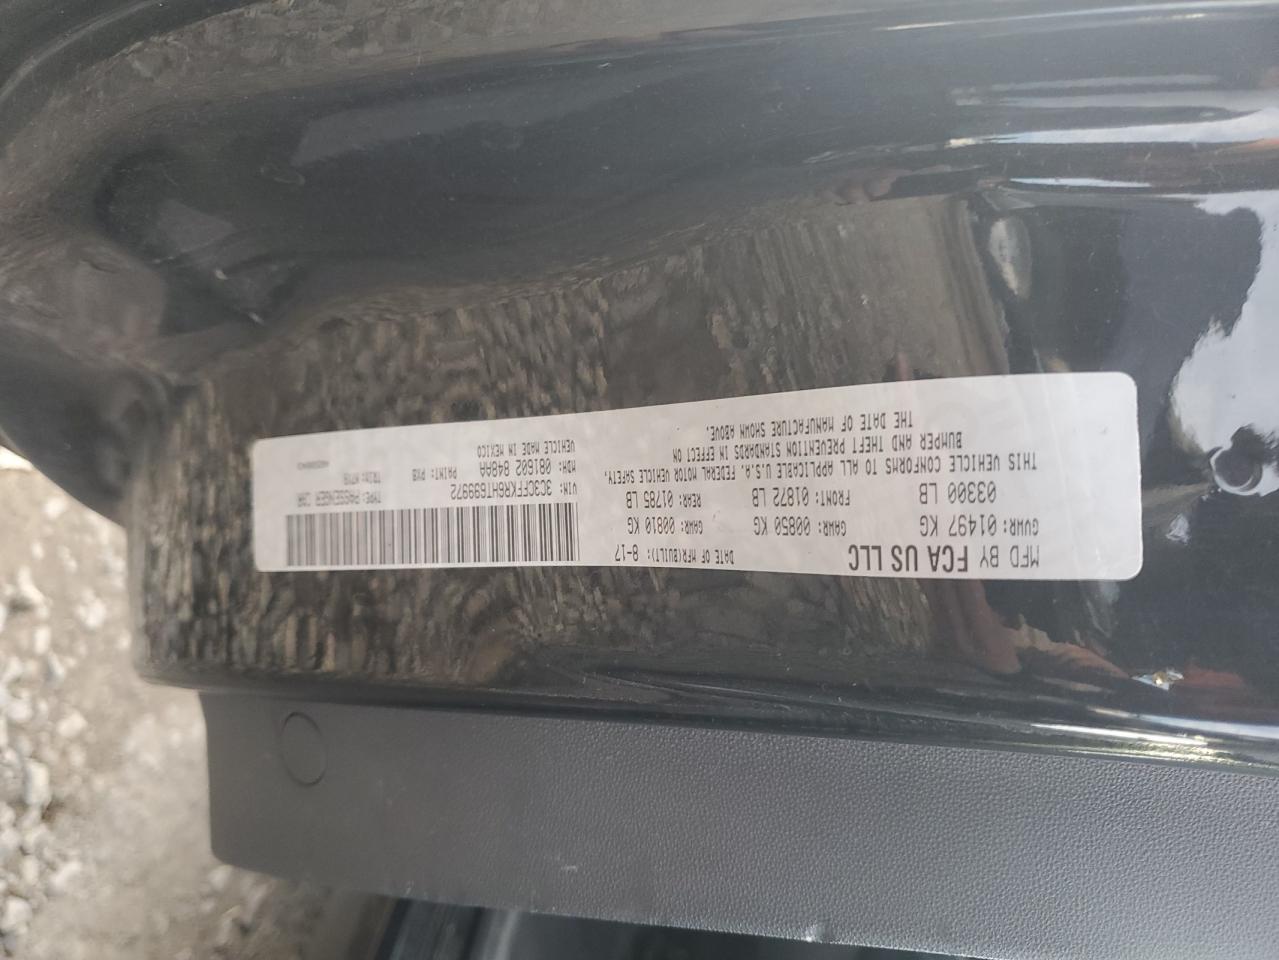 MFD BY FCA US LLC
DATE OF MFR(BUILT): 8-17
GVWR: 01497 KG
GAWR: 00850 KG
GAWR: 00810 KG
03300 LB
FRONT: 01872 LB
REAR: 01785 LB
THIS VEHICLE CONFORMS TO ALL APPLICABLE U.S.A. FEDERAL MOTOR VEHICLE SAFETY,
BUMPER AND THEFT PREVENTION STANDARDS IN EFFECT ON
THE DATE OF MANUFACTURE SHOWN ABOVE.
VIN: 3C3CFFKR6HT699972
TYPE: PASSENGER CAR
MDH: 081602 848AA
PAINT: PXB
VEHICLE MADE IN MEXICO